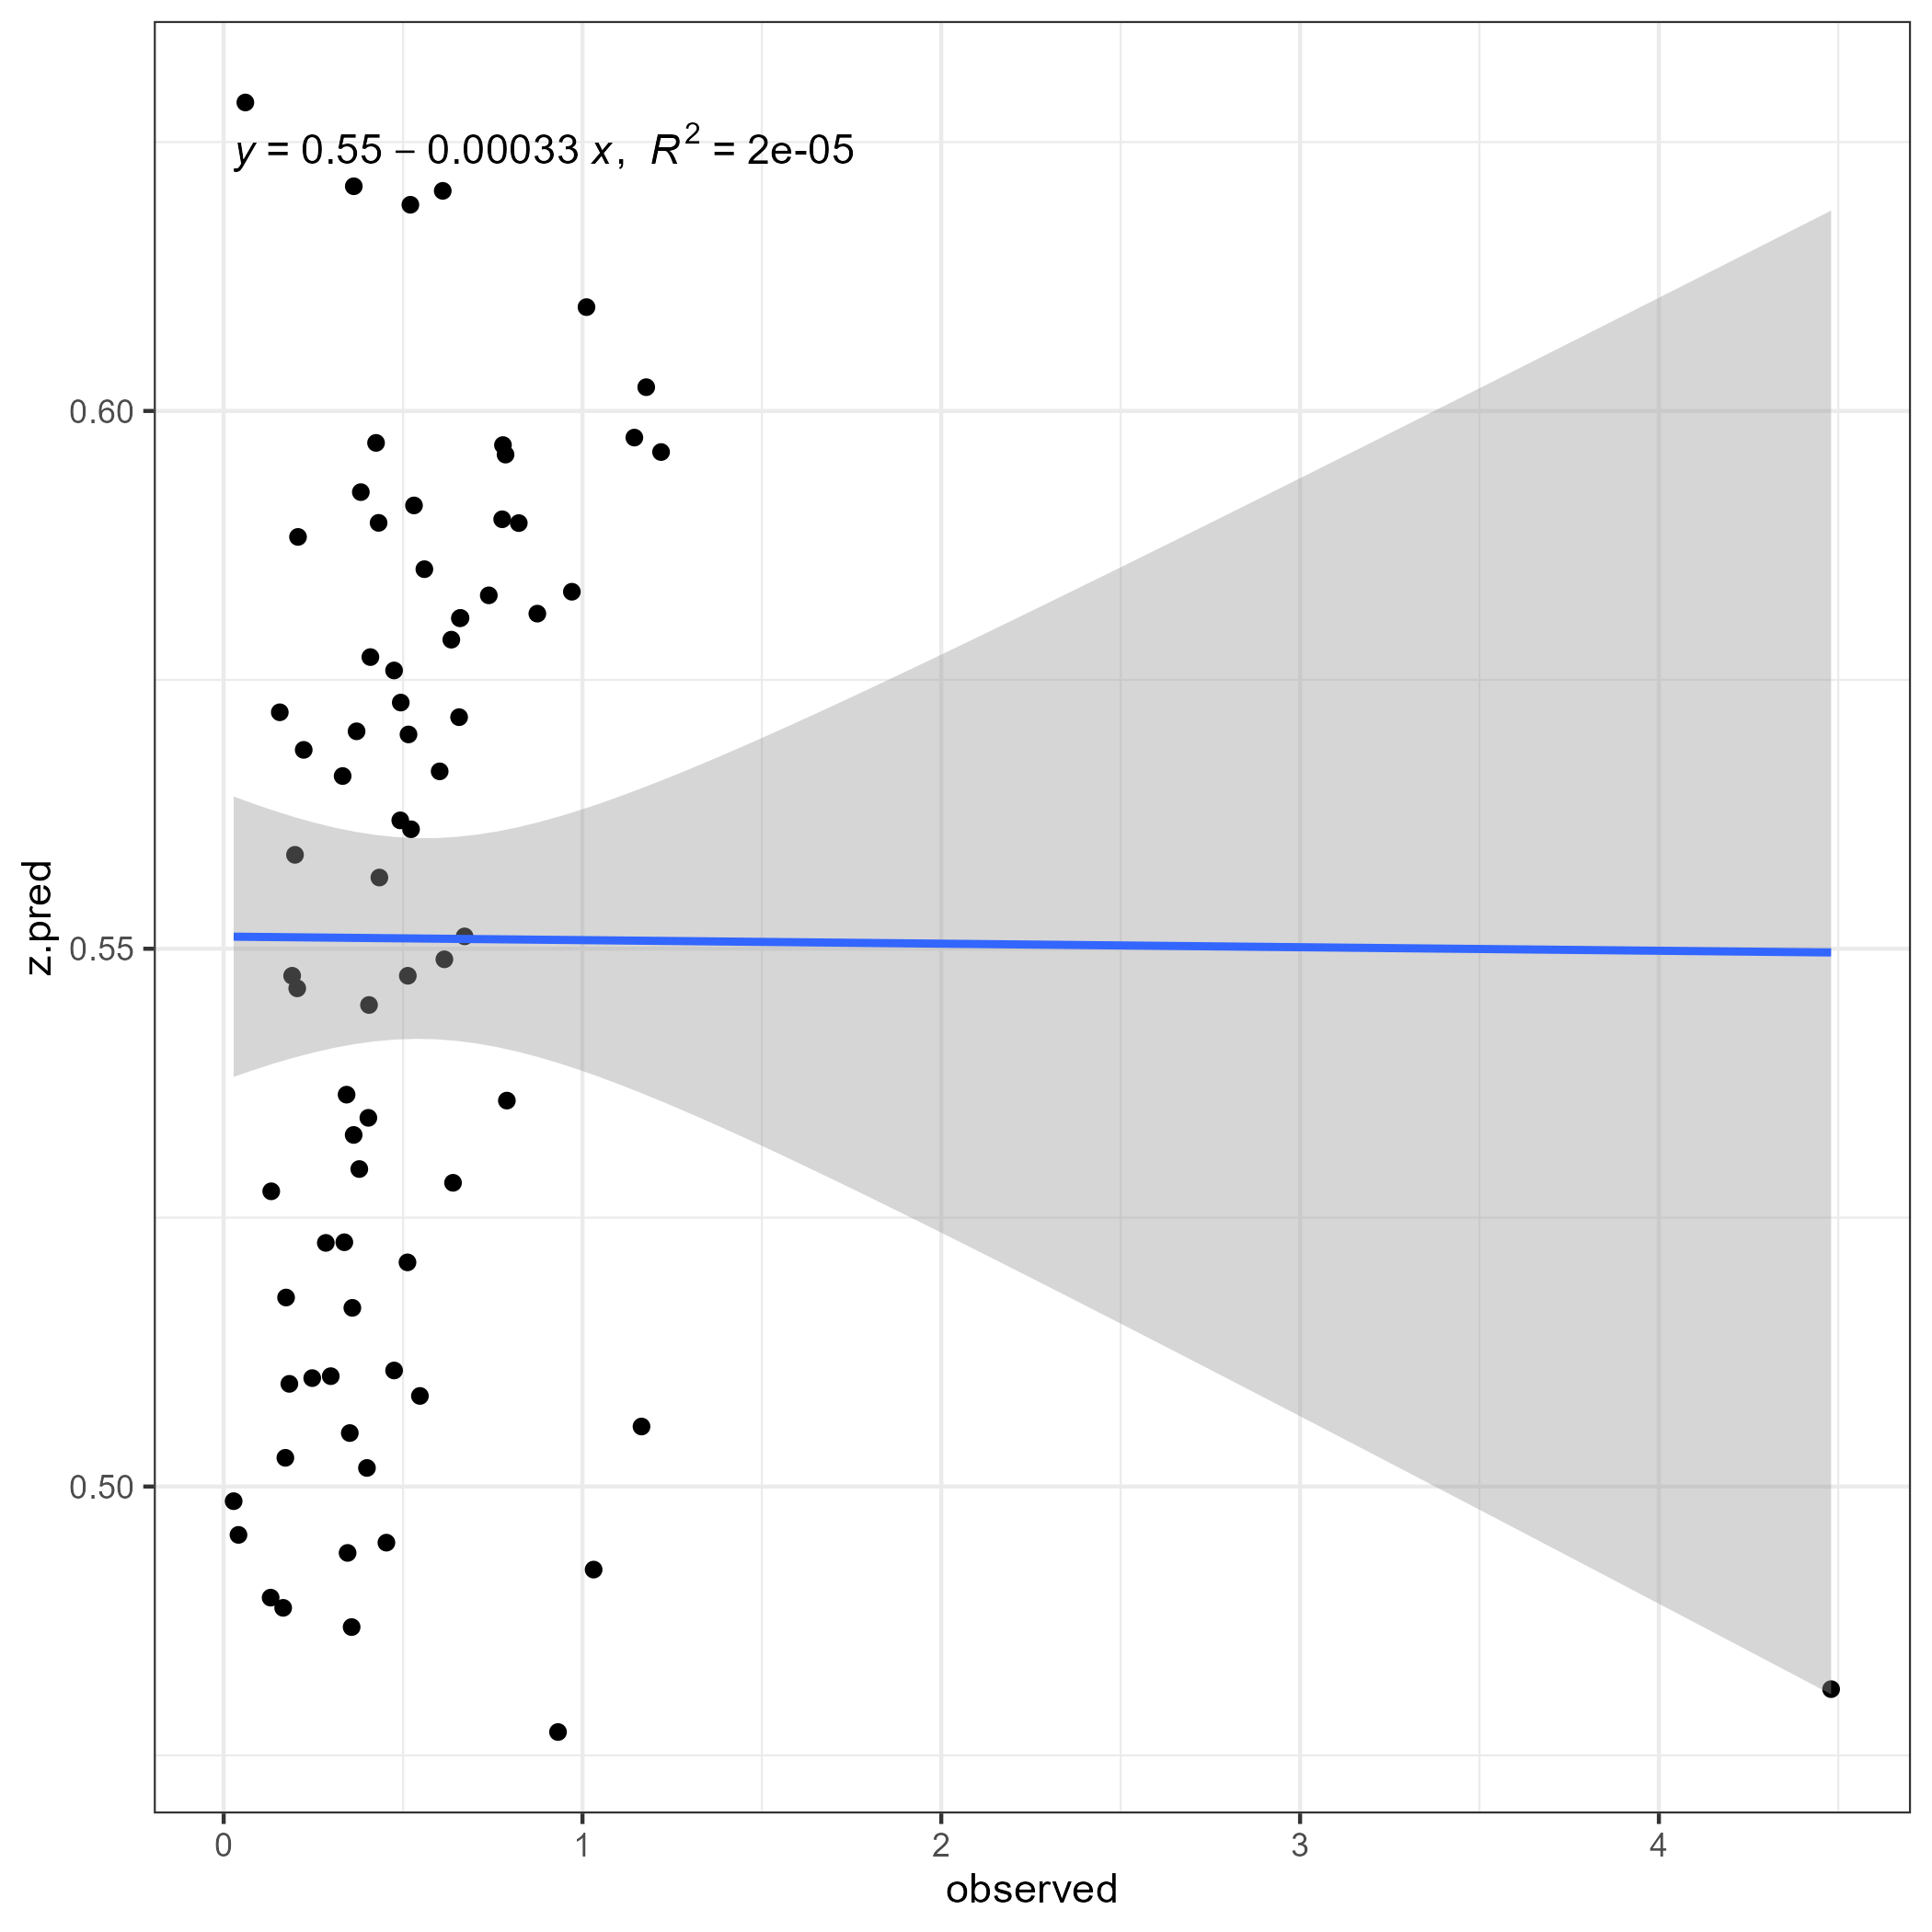 y = 0.55 – 0.00033 x, R² = 2e-05
z.pred
0.60
0.55
0.50
0 1 2 3 4
observed